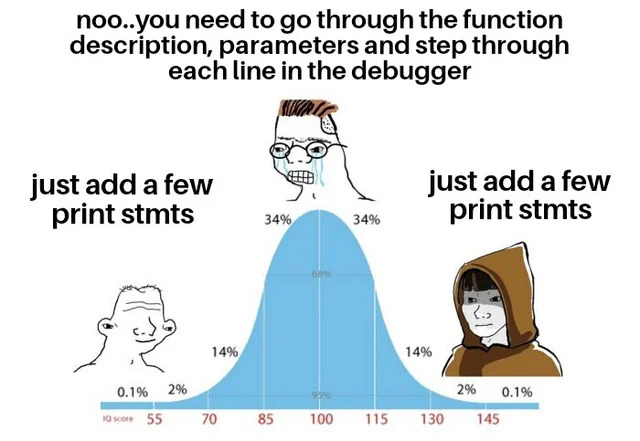 noo..you need to go through the function
description, parameters and step through
each line in the debugger
just add a few
print stmts
just add a few
print stmts
34% 34%
68%
14% 14%
0.1% 2% 95% 2% 0.1%
IQ score 55 70 85 100 115 130 145